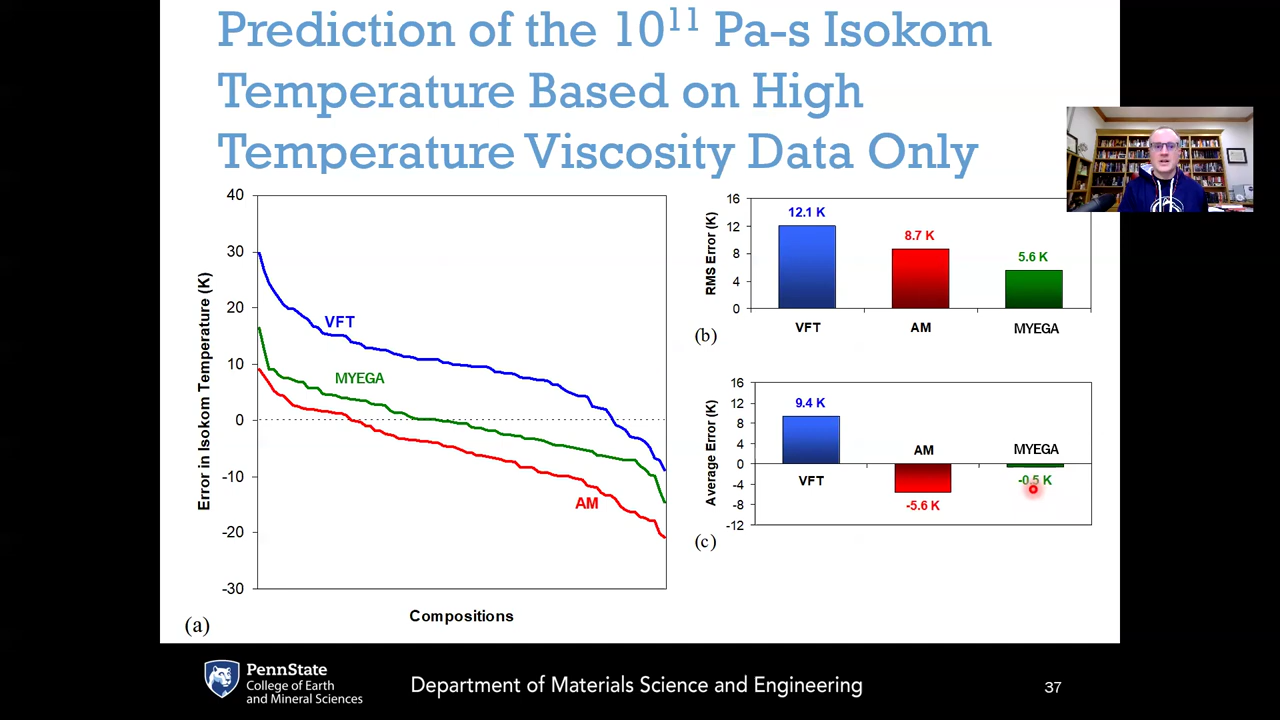 Prediction of the 10¹¹ Pa-s Isokom
Temperature Based on High
Temperature Viscosity Data Only
40
30
20
10
0
-10
-20
-30
Error in Isokom Temperature (K)
VFT
MYEGA
AM
Compositions
(a)
16
12
8
4
0
RMS Error (K)
12.1 K
8.7 K
5.6 K
VFT
AM
MYEGA
(b)
16
12
8
4
0
-4
-8
-12
Average Error (K)
9.4 K
AM
MYEGA
VFT
-0.5 K
-5.6 K
(c)
PennState
College of Earth
and Mineral Sciences
Department of Materials Science and Engineering
37